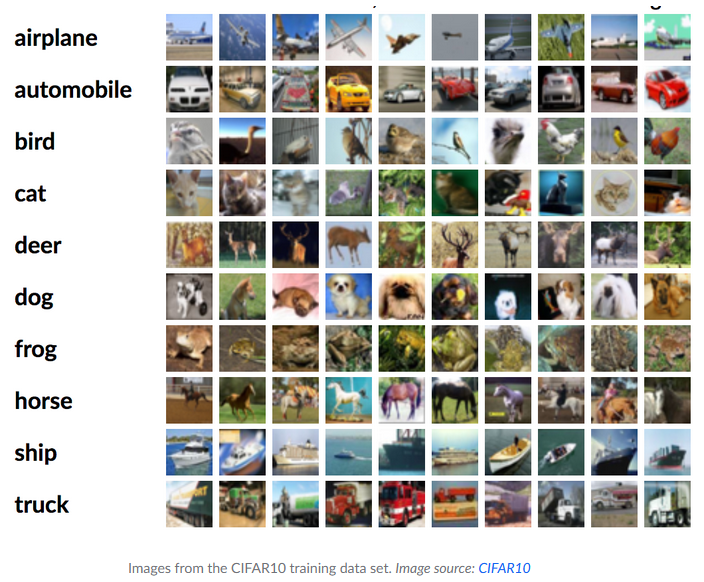 airplane
automobile
bird
cat
deer
dog
frog
horse
ship
truck
Images from the CIFAR10 training data set. Image source: CIFAR10